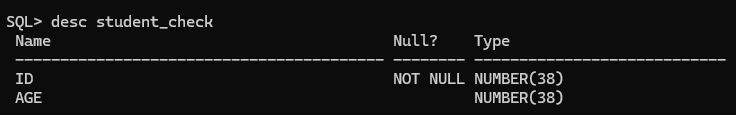 SQL> desc student_check
Name Null? Type
----------------------------------------- -------- ----------------------------
ID NOT NULL NUMBER(38)
AGE NUMBER(38)